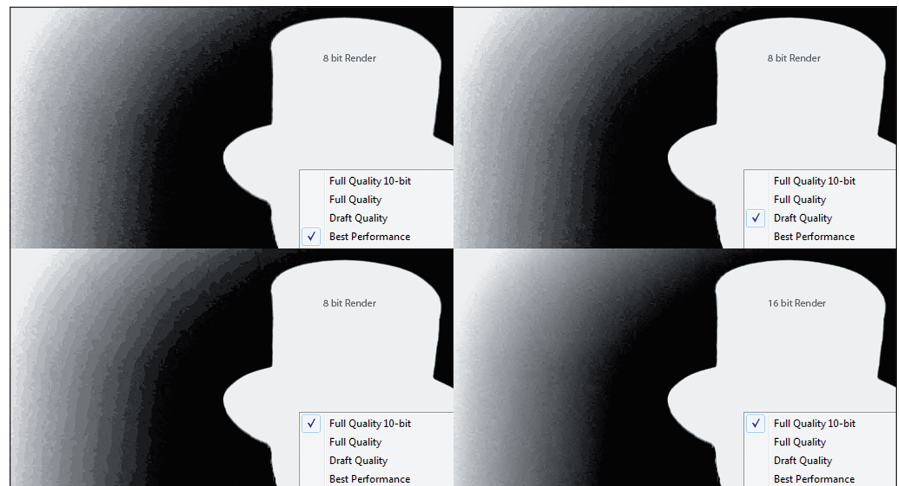 8 bit Render
Full Quality 10-bit
Full Quality
Draft Quality
Best Performance
8 bit Render
Full Quality 10-bit
Full Quality
Draft Quality
Best Performance
8 bit Render
Full Quality 10-bit
Full Quality
Draft Quality
Best Performance
16 bit Render
Full Quality 10-bit
Full Quality
Draft Quality
Best Performance